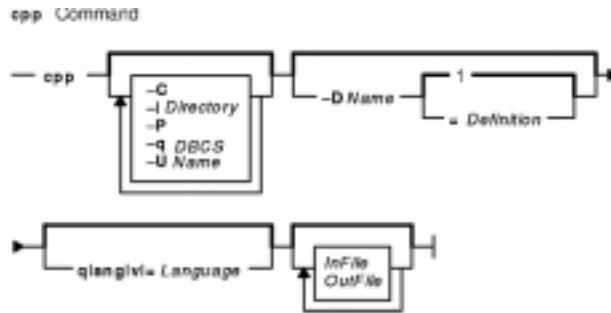 cpp Command
cpp
-C
-I Directory
-P
-q DBCS
-U Name
-D Name
1
= Definition
qlanglvl= Language
InFile
OutFile